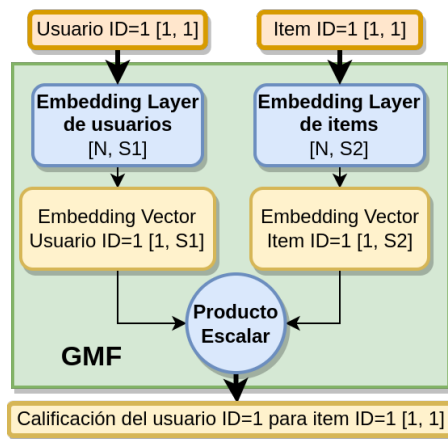 Usuario ID=1 [1, 1]
Item ID=1 [1, 1]
Embedding Layer
de usuarios
[N, S1]
Embedding Layer
de items
[N, S2]
Embedding Vector
Usuario ID=1 [1, S1]
Embedding Vector
Item ID=1 [1, S2]
Producto
Escalar
GMF
Calificación del usuario ID=1 para item ID=1 [1, 1]